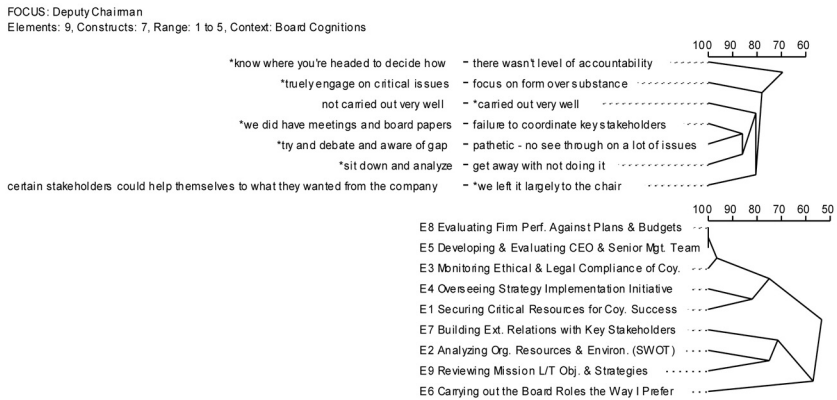 FOCUS: Deputy Chairman
Elements: 9, Constructs: 7, Range: 1 to 5, Context: Board Cognitions
100 90 80 70 60
*know where you're headed to decide how - there wasn't level of accountability
*truely engage on critical issues - focus on form over substance
not carried out very well - *carried out very well
*we did have meetings and board papers - failure to coordinate key stakeholders
*try and debate and aware of gap - pathetic - no see through on a lot of issues
*sit down and analyze - get away with not doing it
certain stakeholders could help themselves to what they wanted from the company - *we left it largely to the chair
100 90 80 70 60 50
E8 Evaluating Firm Perf. Against Plans & Budgets
E5 Developing & Evaluating CEO & Senior Mgt. Team
E3 Monitoring Ethical & Legal Compliance of Coy.
E4 Overseeing Strategy Implementation Initiative
E1 Securing Critical Resources for Coy. Success
E7 Building Ext. Relations with Key Stakeholders
E2 Analyzing Org. Resources & Environ. (SWOT)
E9 Reviewing Mission L/T Obj. & Strategies
E6 Carrying out the Board Roles the Way I Prefer